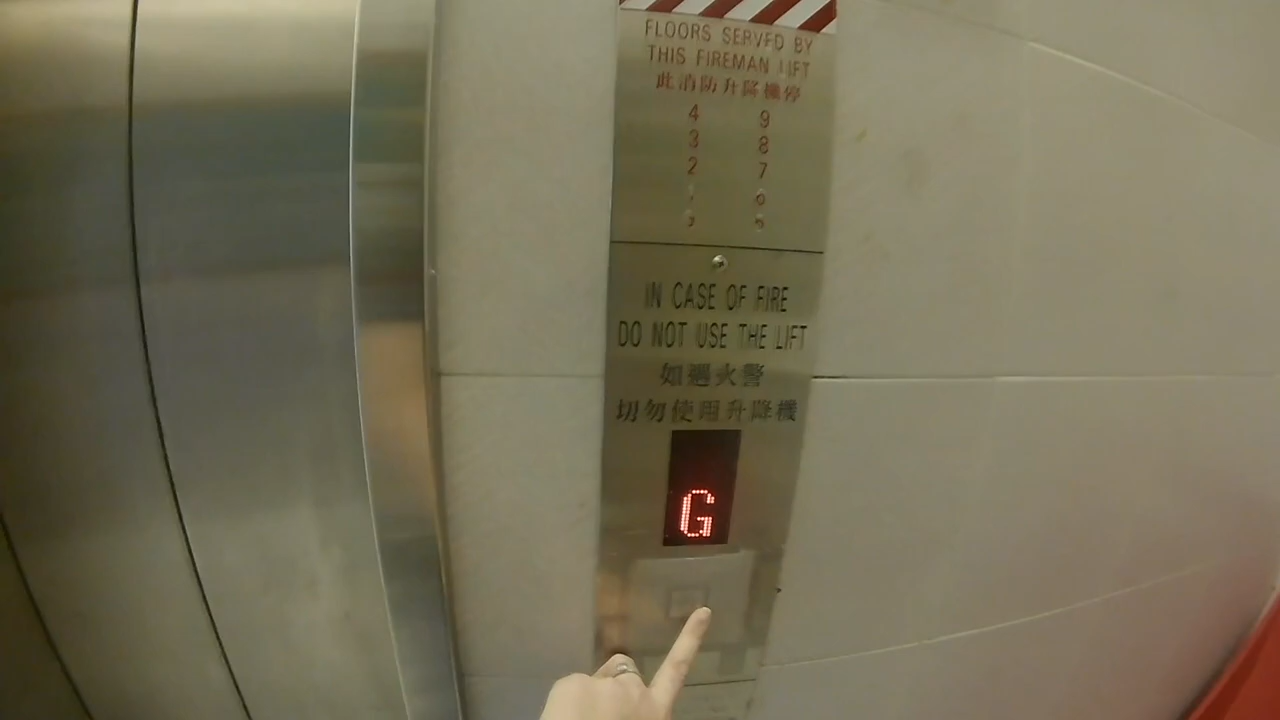 FLOORS SERVED BY
THIS FIREMAN LIFT
此消防升降機停
4 9
3 8
2 7
6
5
IN CASE OF FIRE
DO NOT USE THE LIFT
如遇火警
切勿使用升降機
G